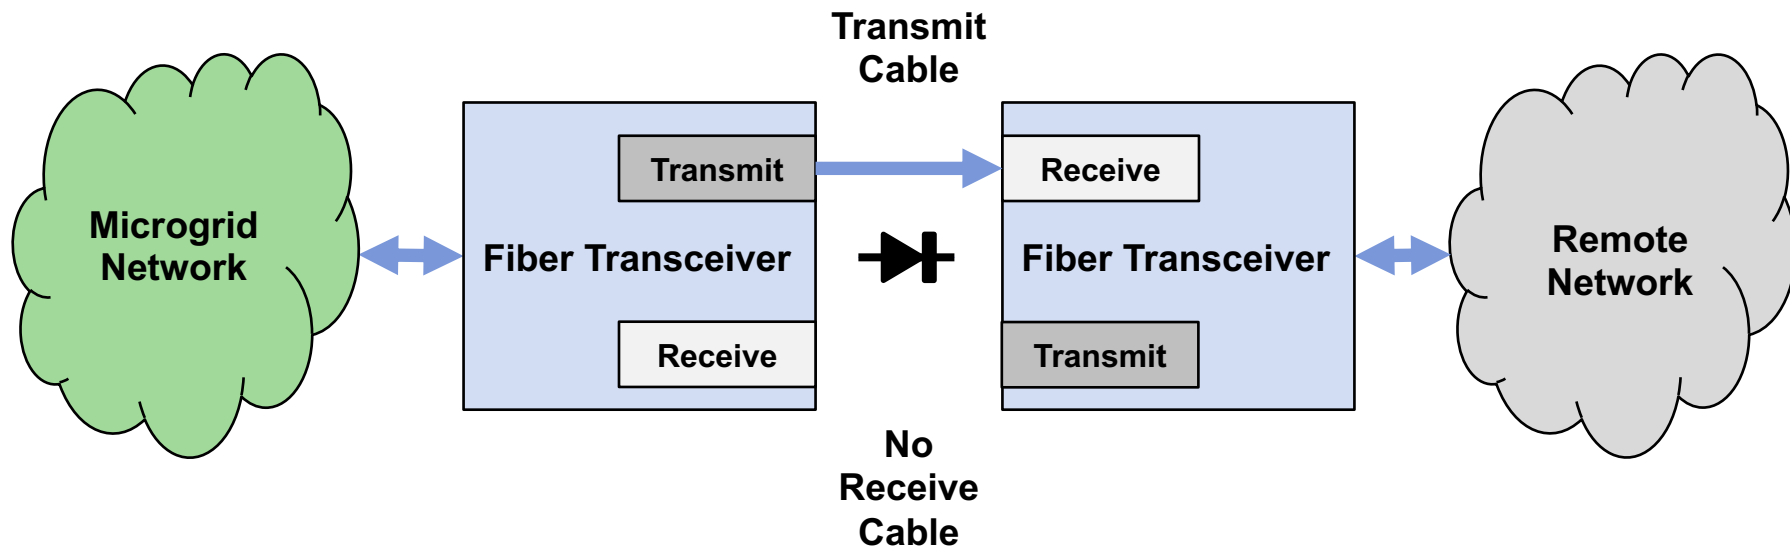 Transmit
Cable
Transmit
Receive
Microgrid
Network
Fiber Transceiver
Fiber Transceiver
Remote
Network
Receive
Transmit
No
Receive
Cable